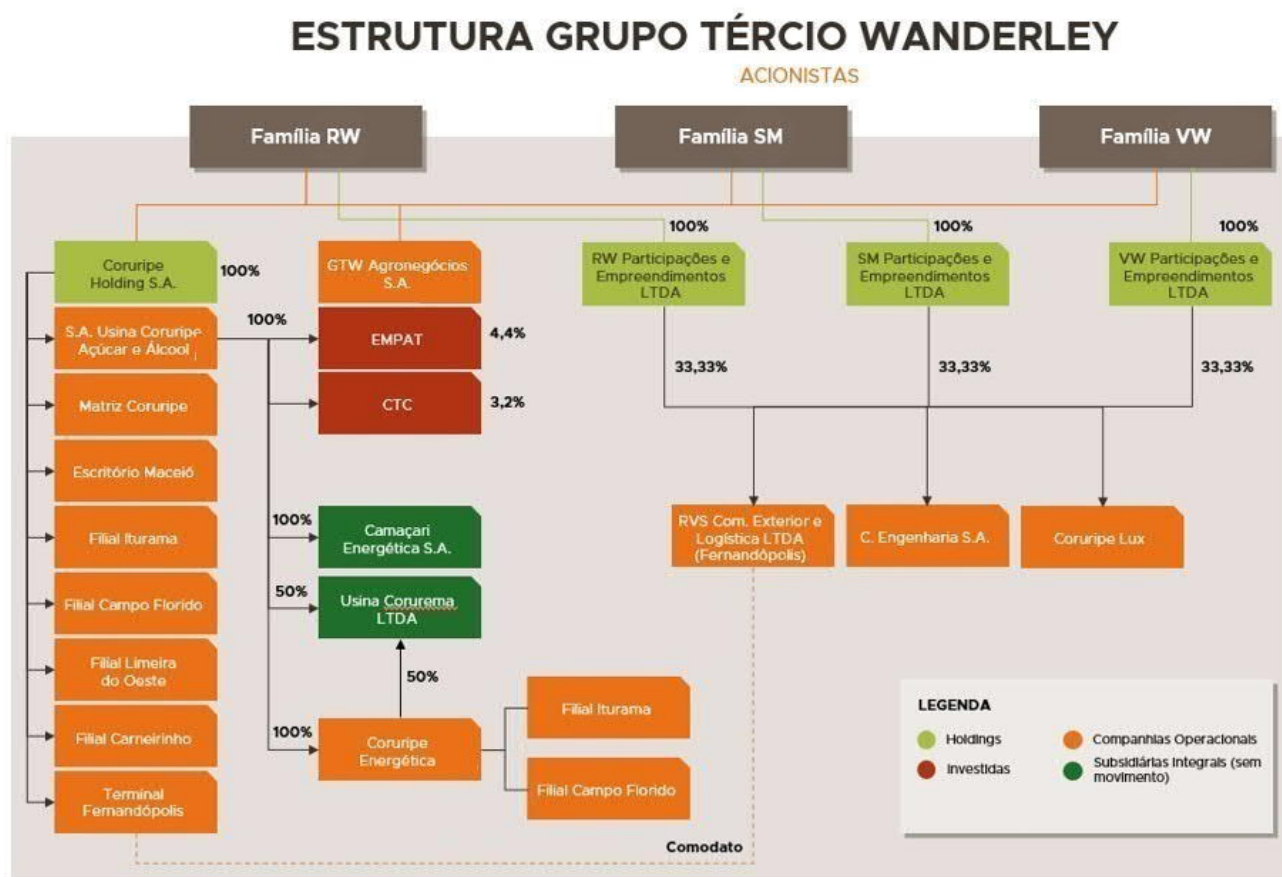 ESTRUTURA GRUPO TÉRCIO WANDERLEY
ACIONISTAS
Família RW
Família SM
Família VW
100%
100%
100%
Coruripe
Holding S.A.
100%
GTW Agronegócios
S.A.
RW Participações e
Empreendimentos
LTDA
SM Participações e
Empreendimentos
LTDA
VW Participações e
Empreendimentos
LTDA
S.A. Usina Coruripe
Açúcar e Álcool
100%
EMPAT
4,4%
33,33%
33,33%
33,33%
Matriz Coruripe
CTC
3,2%
Escritório Maceió
Filial Iturama
100%
Camaçari
Energética S.A.
RVS Com. Exterior e
Logística LTDA
(Fernandópolis)
C. Engenharia S.A.
Coruripe Lux
Filial Campo Florido
50%
Usina Corurema
LTDA
50%
Filial Limeira
do Oeste
Filial Carneirinho
100%
Coruripe
Energética
Filial Iturama
Filial Campo Florido
Terminal
Fernandópolis
Comodato
LEGENDA
Holdings
Companhias Operacionais
Investidas
Subsidiárias Integrais (sem
movimento)